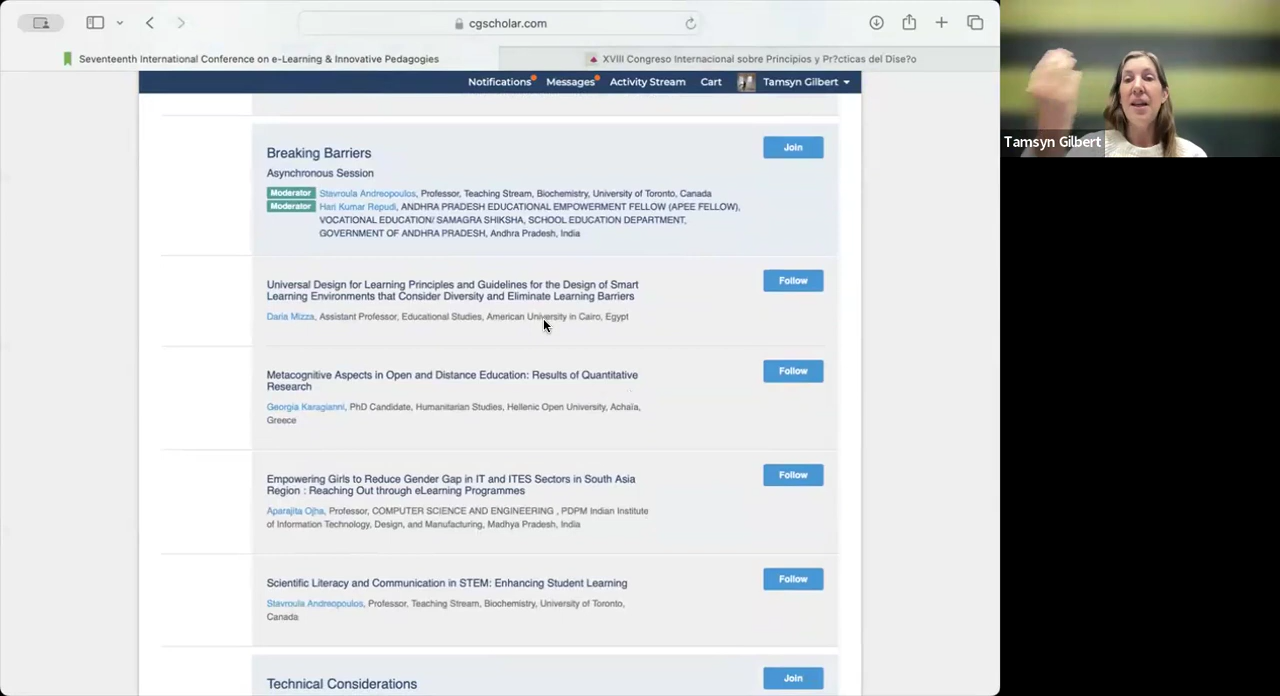 cgscholar.com
Seventeenth International Conference on e-Learning & Innovative Pedagogies
XVIII Congreso Internacional sobre Principios y Pr?cticas del Dise?o
Notifications Messages Activity Stream Cart Tamsyn Gilbert
Tamsyn Gilbert
Breaking Barriers
Join
Asynchronous Session
Moderator Stavroula Andreopoulos, Professor, Teaching Stream, Biochemistry, University of Toronto, Canada
Moderator Hari Kumar Repudi, ANDHRA PRADESH EDUCATIONAL EMPOWERMENT FELLOW (APEE FELLOW),
VOCATIONAL EDUCATION/ SAMAGRA SHIKSHA, SCHOOL EDUCATION DEPARTMENT,
GOVERNMENT OF ANDHRA PRADESH, Andhra Pradesh, India
Universal Design for Learning Principles and Guidelines for the Design of Smart
Learning Environments that Consider Diversity and Eliminate Learning Barriers
Follow
Daria Mizza, Assistant Professor, Educational Studies, American University in Cairo, Egypt
Metacognitive Aspects in Open and Distance Education: Results of Quantitative
Research
Follow
Georgia Karagianni, PhD Candidate, Humanitarian Studies, Hellenic Open University, Achaïa,
Greece
Empowering Girls to Reduce Gender Gap in IT and ITES Sectors in South Asia
Region : Reaching Out through eLearning Programmes
Follow
Aparajita Ojha, Professor, COMPUTER SCIENCE AND ENGINEERING , PDPM Indian Institute
of Information Technology, Design, and Manufacturing, Madhya Pradesh, India
Scientific Literacy and Communication in STEM: Enhancing Student Learning
Follow
Stavroula Andreopoulos, Professor, Teaching Stream, Biochemistry, University of Toronto,
Canada
Technical Considerations
Join